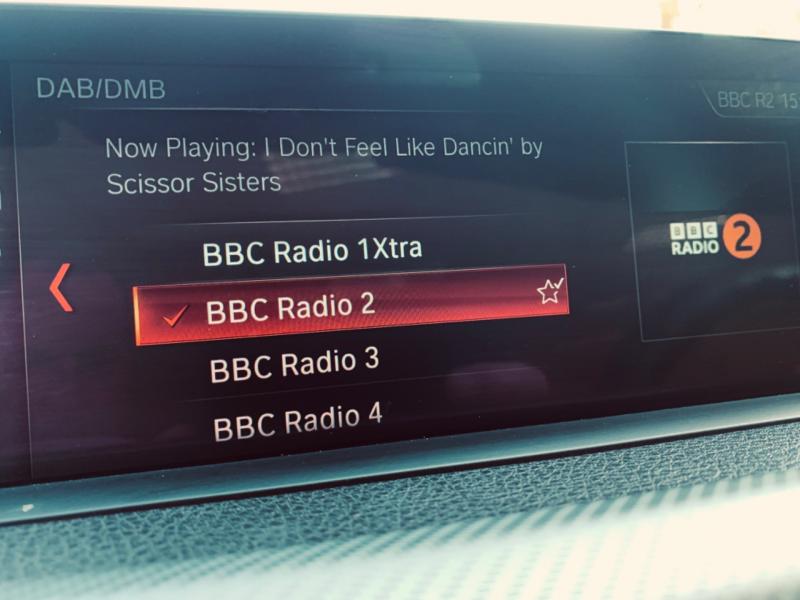 DAB/DMB
BBC R2 15
Now Playing: I Don't Feel Like Dancin' by
Scissor Sisters
BBC Radio 1Xtra
BBC Radio 2
BBC Radio 3
BBC Radio 4
BBC
RADIO 2